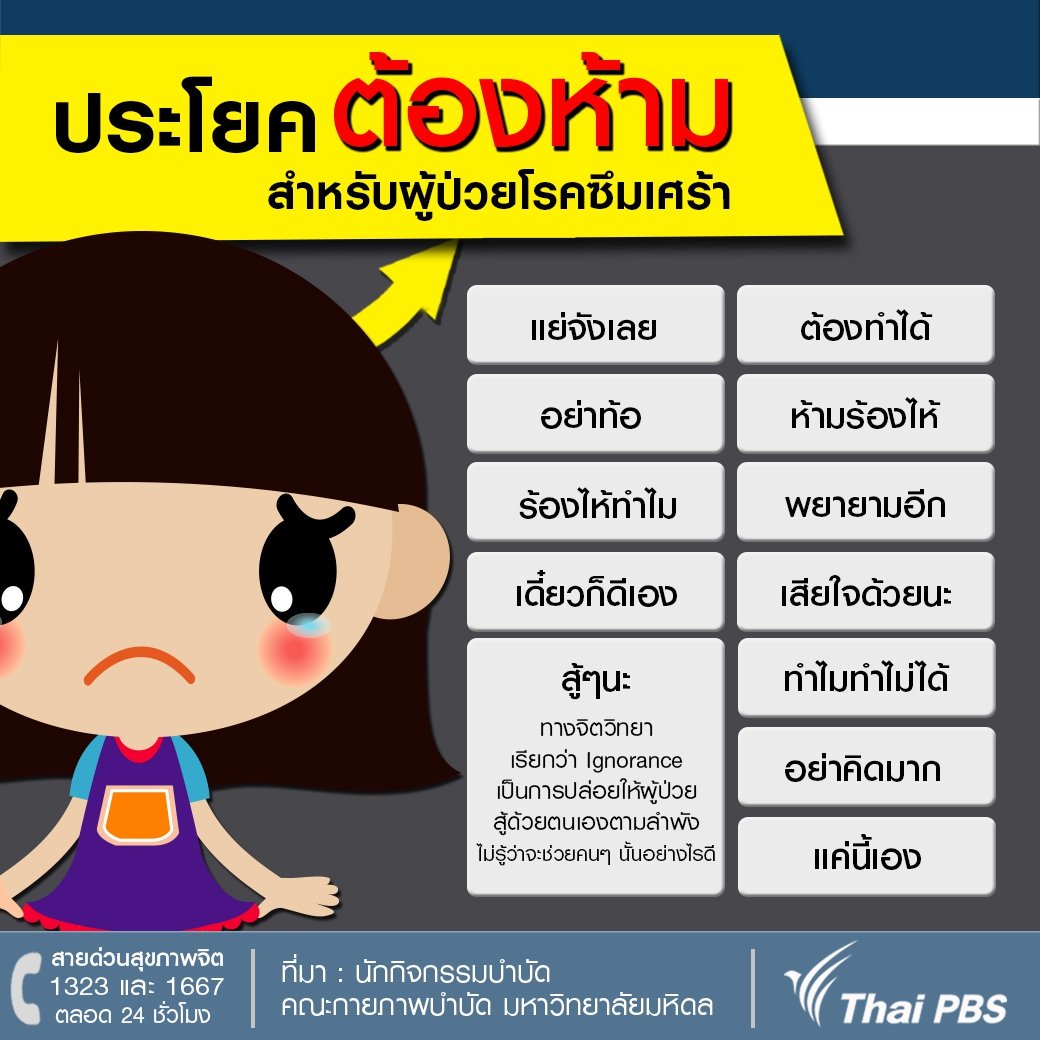 ประโยค ต้องห้าม
สำหรับผู้ป่วยโรคซึมเศร้า
แย่จังเลย
ต้องทำได้
อย่าท้อ
ห้ามร้องไห้
ร้องไห้ทำไม
พยายามอีก
เดี๋ยวก็ดีเอง
เสียใจด้วยนะ
สู้ๆนะ
ทางจิตวิทยา
เรียกว่า Ignorance
เป็นการปล่อยให้ผู้ป่วย
สู้ด้วยตนเองตามลำพัง
ไม่รู้ว่าจะช่วยคนๆ นั้นอย่างไรดี
ทำไมทำไม่ได้
อย่าคิดมาก
แค่นี้เอง
สายด่วนสุขภาพจิต
1323 และ 1667
ตลอด 24 ชั่วโมง
ที่มา : นักกิจกรรมบำบัด
คณะกายภาพบำบัด มหาวิทยาลัยมหิดล
Thai PBS